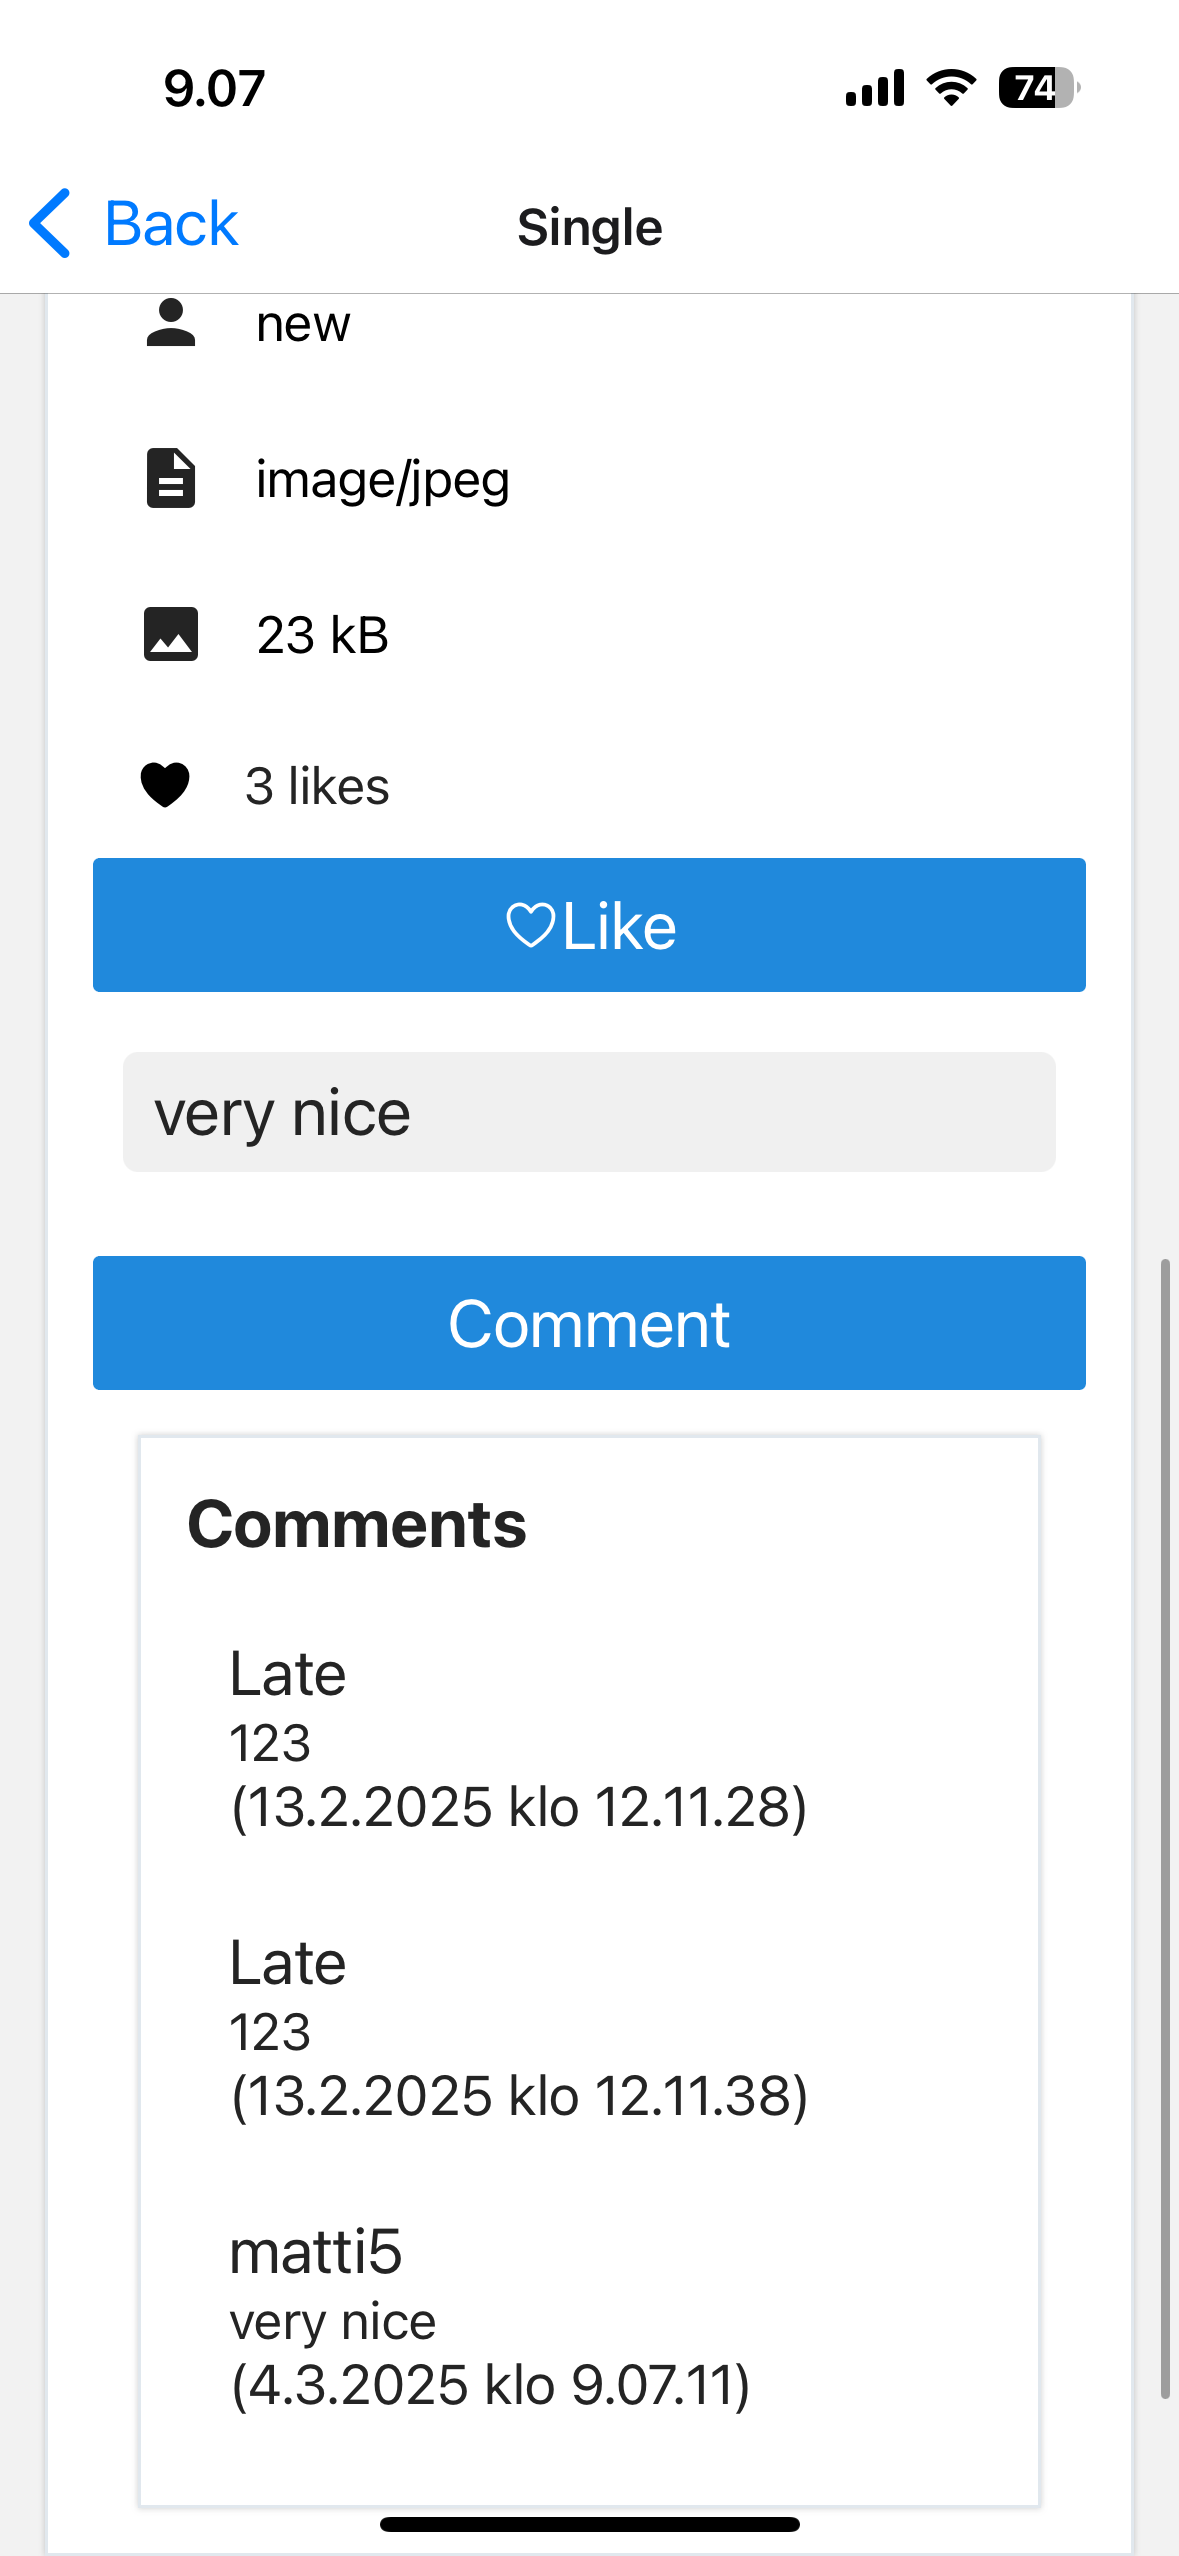 9.07
74
Back
Single
new
image/jpeg
23 kB
3 likes
Like
very nice
Comment
Comments
Late
123
(13.2.2025 klo 12.11.28)
Late
123
(13.2.2025 klo 12.11.38)
matti5
very nice
(4.3.2025 klo 9.07.11)